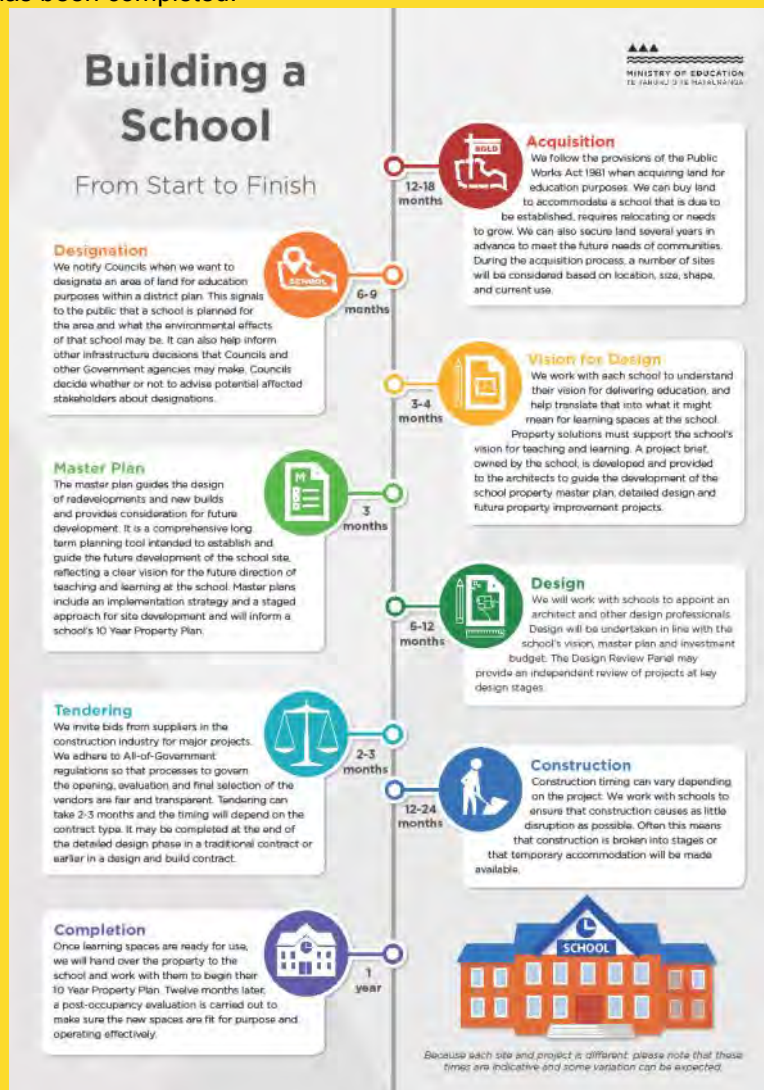 has been completed.
Building a
School
From Start to Finish
MINISTRY OF EDUCATION
TE TĀHUHU O TE MĀTAURANGA
SOLD
12-18
months
Acquisition
We follow the provisions of the Public
Works Act 1981 when acquiring land for
education purposes. We can buy land
to accommodate a school that is due to
be established, requires relocating or needs
to grow. We can also secure land several years in
advance to meet the future needs of communities.
During the acquisition process, a number of sites
will be considered based on location, size, shape,
and current use.
Designation
We notify Councils when we want to
designate an area of land for education
purposes within a district plan. This signals
to the public that a school is planned for
the area and what the environmental effects
of that school may be. It can also help inform
other infrastructure decisions that Councils and
other Government agencies may make. Councils
decide whether or not to advise potential affected
stakeholders about designations.
SCHOOL
6-9
months
3-4
months
Vision for Design
We work with each school to understand
their vision for delivering education, and
help translate that into what it might
mean for learning spaces at the school.
Property solutions must support the school's
vision for teaching and learning. A project brief,
owned by the school, is developed and provided
to the architects to guide the development of the
school property master plan, detailed design and
future property improvement projects.
Master Plan
The master plan guides the design
of redevelopments and new builds
and provides consideration for future
development. It is a comprehensive long
term planning tool intended to establish and
guide the future development of the school site,
reflecting a clear vision for the future direction of
teaching and learning at the school. Master plans
include an implementation strategy and a staged
approach for site development and will inform a
school's 10 Year Property Plan.
M
3
months
6-12
months
Design
We will work with schools to appoint an
architect and other design professionals.
Design will be undertaken in line with the
school's vision, master plan and investment
budget. The Design Review Panel may
provide an independent review of projects at key
design stages.
Tendering
We invite bids from suppliers in the
construction industry for major projects.
We adhere to All-of-Government
regulations so that processes to govern
the opening, evaluation and final selection of the
vendors are fair and transparent. Tendering can
take 2-3 months and the timing will depend on the
contract type. It may be completed at the end of
the detailed design phase in a traditional contract or
earlier in a design and build contract.
2-3
months
12-24
months
Construction
Construction timing can vary depending
on the project. We work with schools to
ensure that construction causes as little
disruption as possible. Often this means
that construction is broken into stages or
that temporary accommodation will be made
available.
Completion
Once learning spaces are ready for use,
we will hand over the property to the
school and work with them to begin their
10 Year Property Plan. Twelve months later,
a post-occupancy evaluation is carried out to
make sure the new spaces are fit for purpose and
operating effectively.
1
year
SCHOOL
Because each site and project is different, please note that these
times are indicative and some variation can be expected.